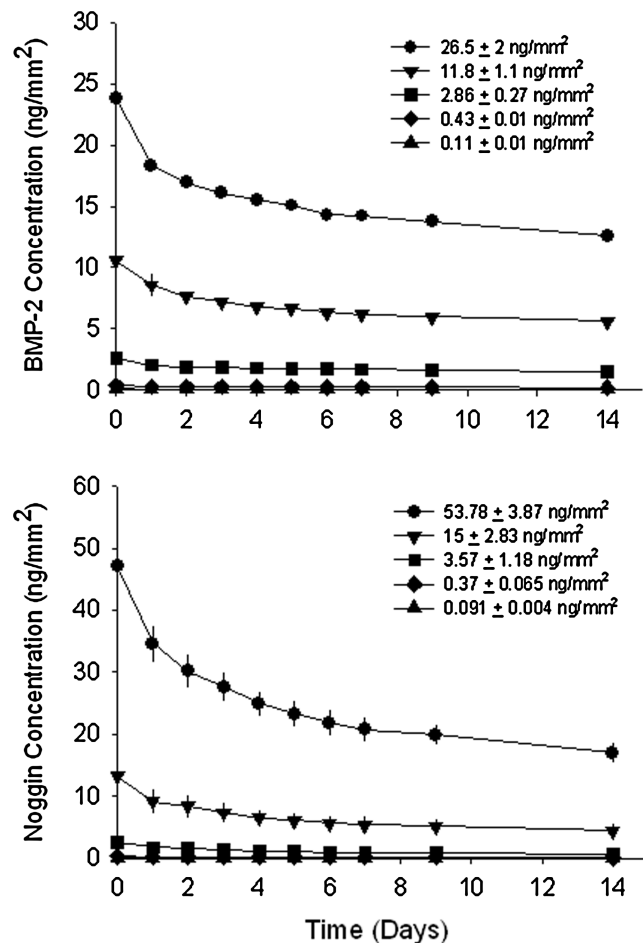 30
25
20
15
10
5
0
BMP-2 Concentration (ng/mm²)
26.5 ± 2 ng/mm²
11.8 ± 1.1 ng/mm²
2.86 ± 0.27 ng/mm²
0.43 ± 0.01 ng/mm²
0.11 ± 0.01 ng/mm²
0 2 4 6 8 10 12 14
60
50
40
30
20
10
0
Noggin Concentration (ng/mm²)
53.78 ± 3.87 ng/mm²
15 ± 2.83 ng/mm²
3.57 ± 1.18 ng/mm²
0.37 ± 0.065 ng/mm²
0.091 ± 0.004 ng/mm²
0 2 4 6 8 10 12 14
Time (Days)